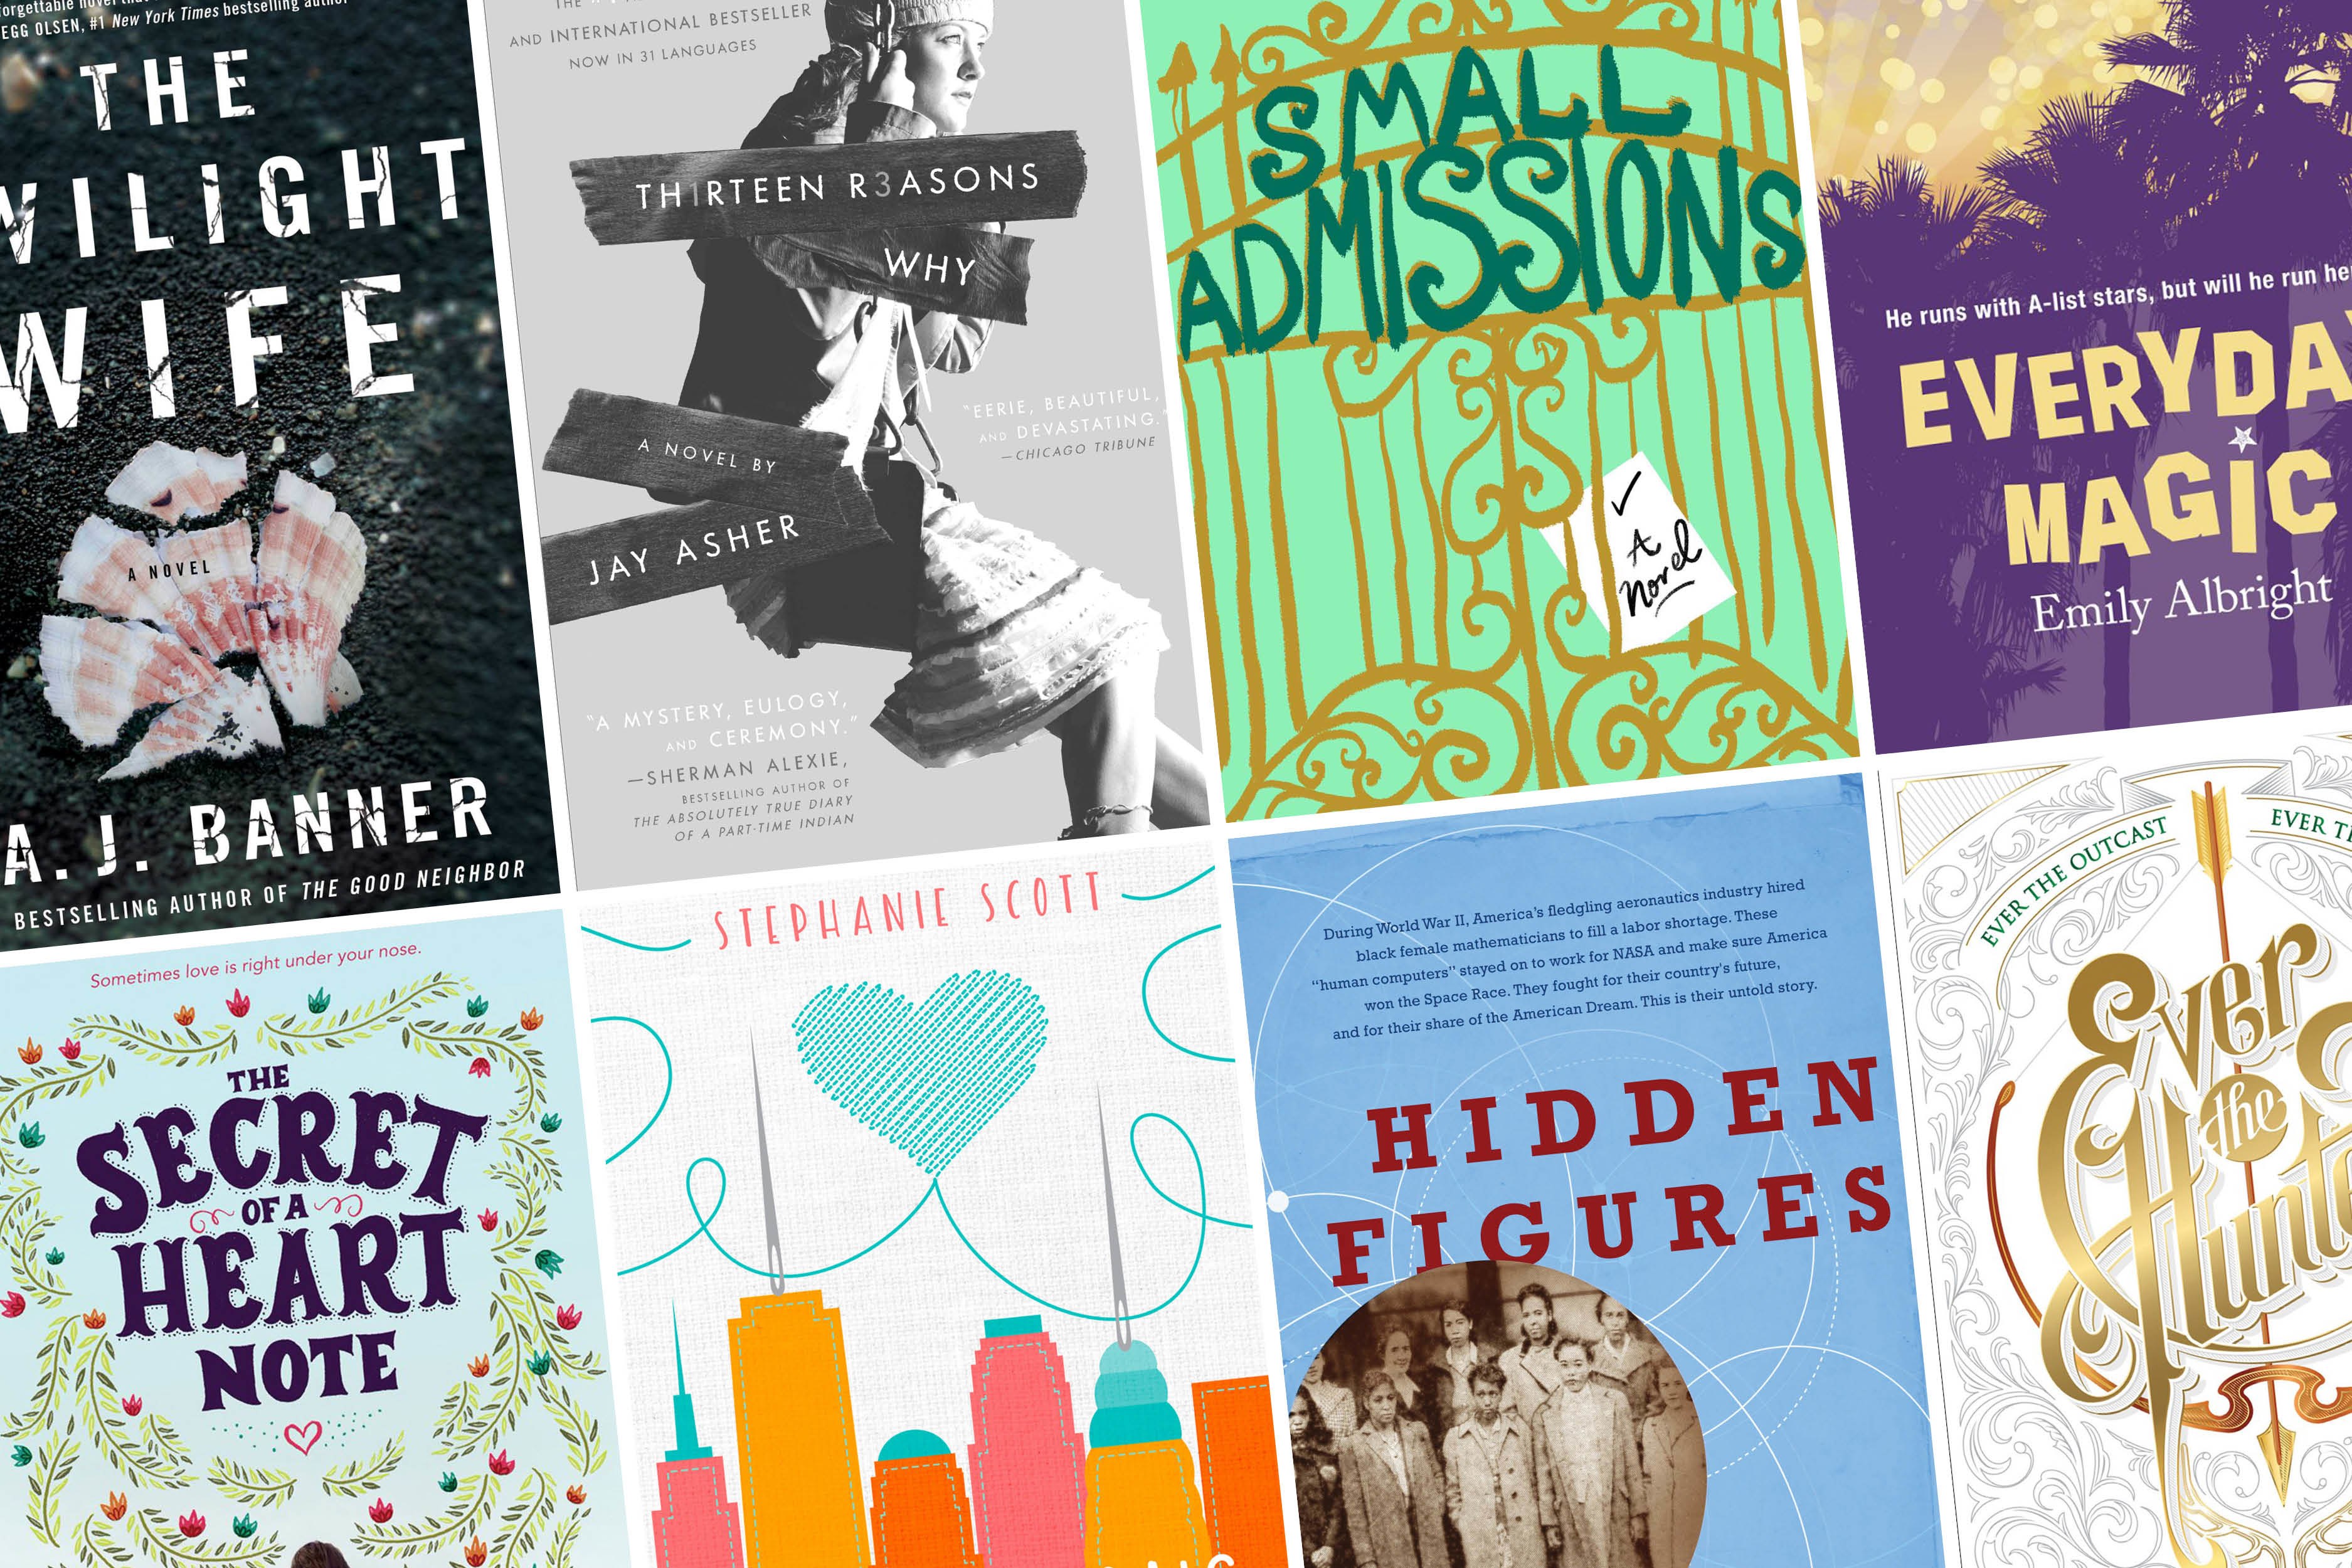 EGG OLSEN, #1 New York Times bestselling author
THE
WILIGHT
WIFE
A NOVEL
A. J. BANNER
BESTSELLING AUTHOR OF THE GOOD NEIGHBOR
THE
AND INTERNATIONAL BESTSELLER
NOW IN 31 LANGUAGES
TH1RTEEN R3ASONS
WHY
"EERIE, BEAUTIFUL,
AND DEVASTATING."
—CHICAGO TRIBUNE
A NOVEL BY
JAY ASHER
"A MYSTERY, EULOGY,
AND CEREMONY."
—SHERMAN ALEXIE,
BESTSELLING AUTHOR OF
THE ABSOLUTELY TRUE DIARY
OF A PART-TIME INDIAN
SMALL
ADMISSIONS
A
Novel
He runs with A-list stars, but will he run he
EVERYDAY
MAGIC
Emily Albright
Sometimes love is right under your nose.
THE
SECRET
OF A
HEART
NOTE
STEPHANIE SCOTT
During World War II, America's fledgling aeronautics industry hired
black female mathematicians to fill a labor shortage. These
"human computers" stayed on to work for NASA and make sure America
won the Space Race. They fought for their country's future,
and for their share of the American Dream. This is their untold story.
HIDDEN
FIGURES
EVER THE OUTCAST
EVER T
Ever
the
Hunte